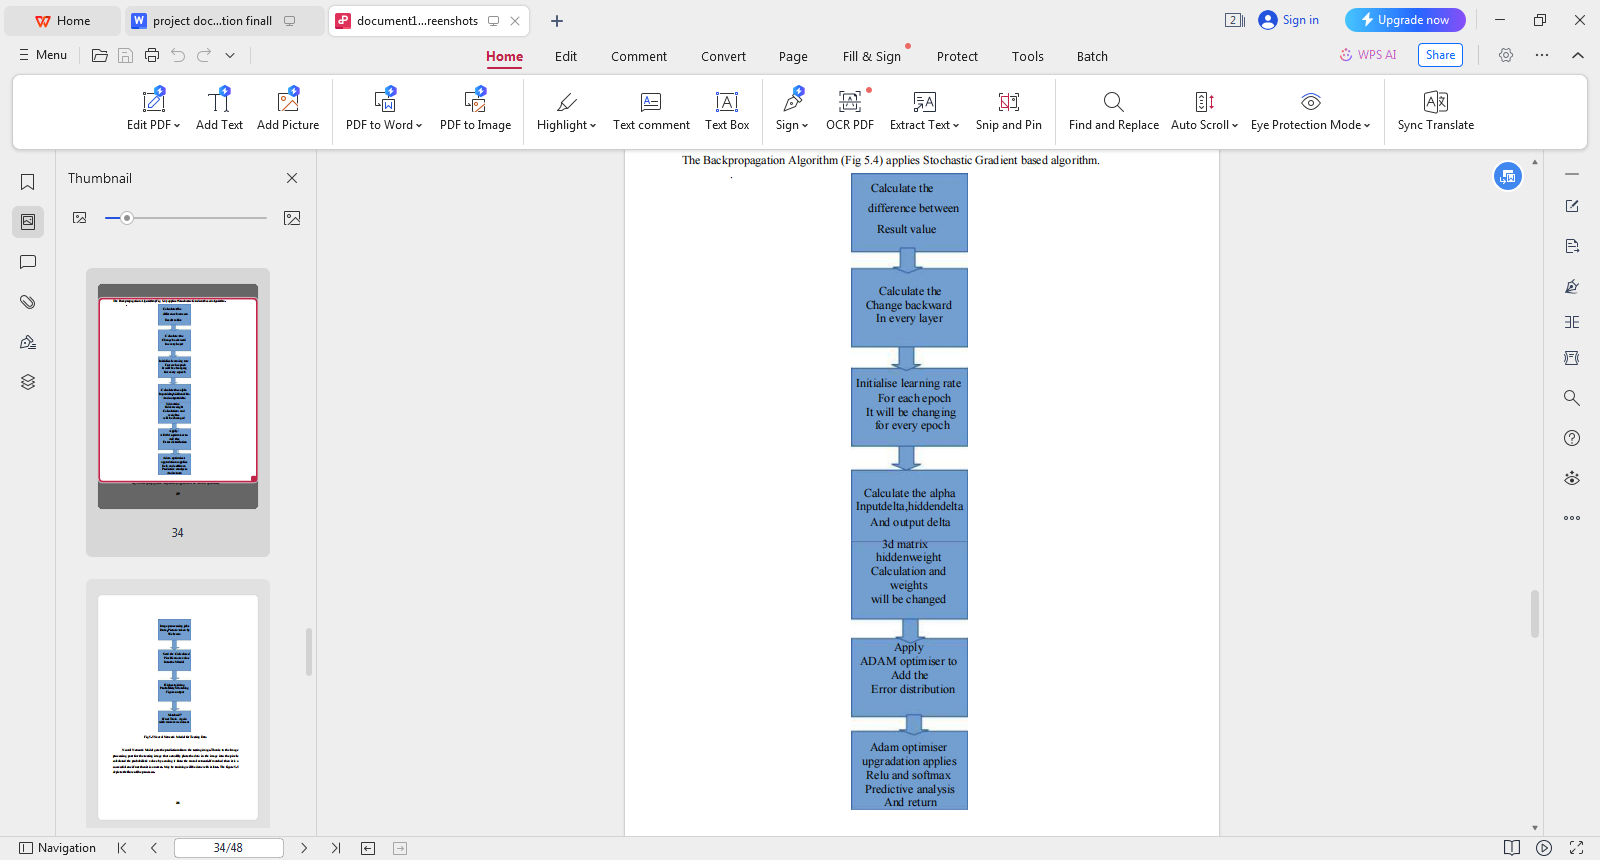 Home
project doc...tion finall
document1...reenshots
2
Sign in
Upgrade now
Menu
Home
Edit
Comment
Convert
Page
Fill & Sign
Protect
Tools
Batch
WPS AI
Share
Edit PDF
Add Text
Add Picture
PDF to Word
PDF to Image
Highlight
Text comment
Text Box
Sign
OCR PDF
Extract Text
Snip and Pin
Find and Replace
Auto Scroll
Eye Protection Mode
Sync Translate
Thumbnail
34
The Backpropagation Algorithm (Fig 5.4) applies Stochastic Gradient based algorithm.
.
Calculate the
difference between
Result value
Calculate the
Change backward
In every layer
Initialise learning rate
For each epoch
It will be changing
for every epoch
Calculate the alpha
Inputdelta,hiddendelta
And output delta
3d matrix
hiddenweight
Calculation and
weights
will be changed
Apply
ADAM optimiser to
Add the
Error distribution
Adam optimiser
upgradation applies
Relu and softmax
Predictive analysis
And return
Navigation
34/48